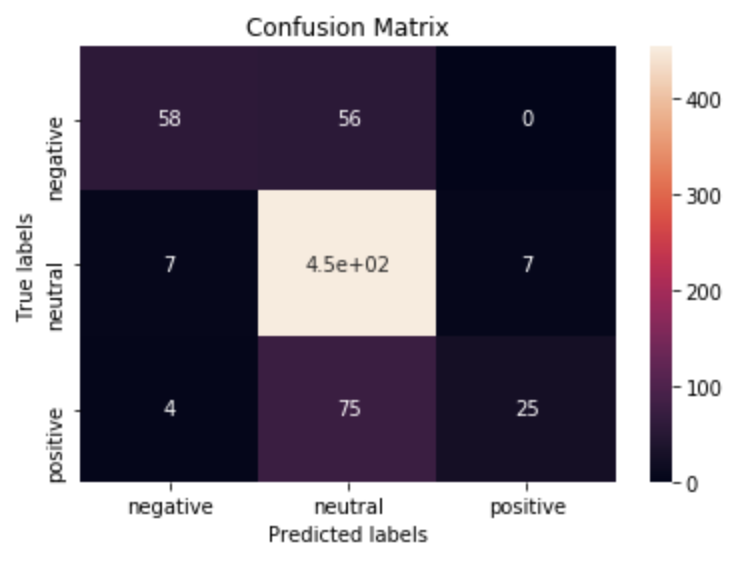 Confusion Matrix
True labels
negative
58 56 0
neutral
7 4.5e+02 7
positive
4 75 25
negative neutral positive
Predicted labels
400
300
200
100
0